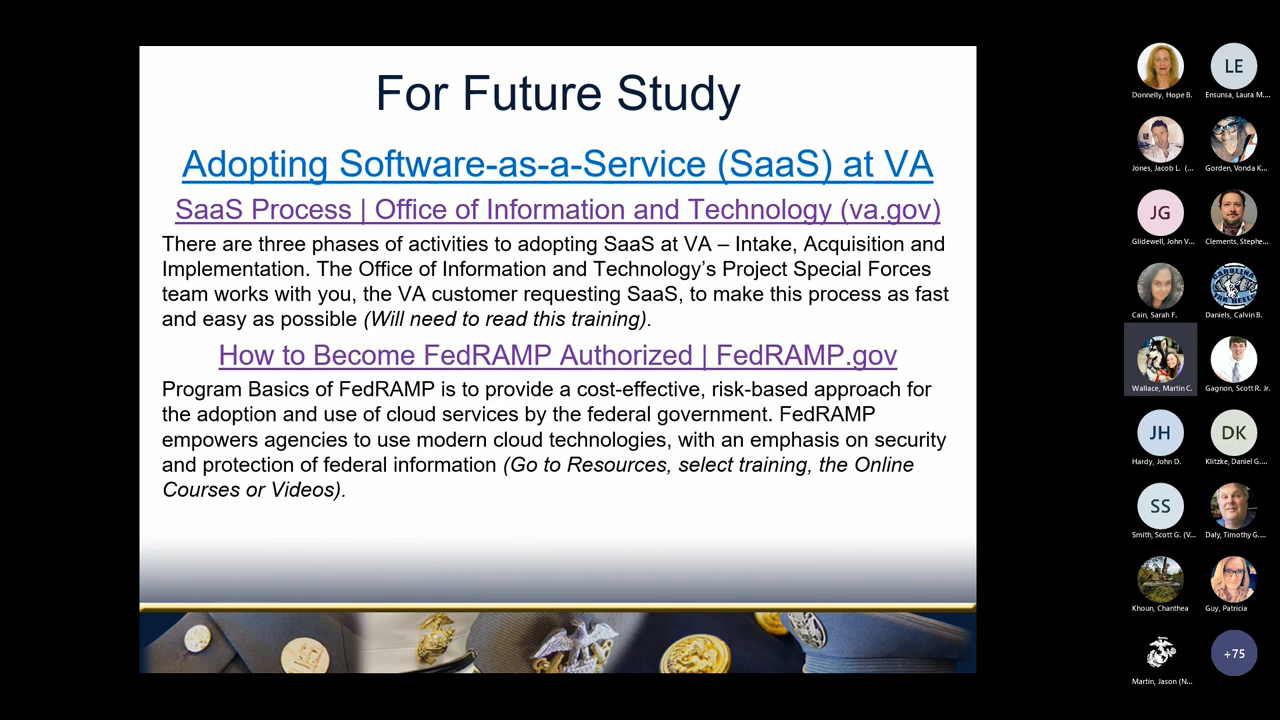 For Future Study
Adopting Software-as-a-Service (SaaS) at VA
SaaS Process | Office of Information and Technology (va.gov)
There are three phases of activities to adopting SaaS at VA – Intake, Acquisition and
Implementation. The Office of Information and Technology’s Project Special Forces
team works with you, the VA customer requesting SaaS, to make this process as fast
and easy as possible (Will need to read this training).
How to Become FedRAMP Authorized | FedRAMP.gov
Program Basics of FedRAMP is to provide a cost-effective, risk-based approach for
the adoption and use of cloud services by the federal government. FedRAMP
empowers agencies to use modern cloud technologies, with an emphasis on security
and protection of federal information (Go to Resources, select training, the Online
Courses or Videos).
Donnelly, Hope B.
LE
Ensunsa, Laura M....
Jones, Jacob L. (...
Gorden, Vonda K...
JG
Glidewell, John V...
Clements, Stephe...
Cain, Sarah F.
CAROLINA
TAR HEELS
Daniels, Calvin B.
Wallace, Martin C.
Gagnon, Scott R. Jr.
JH
Hardy, John D.
DK
Klitzke, Daniel G....
SS
Smith, Scott G. (V...
Daly, Timothy G....
Khoun, Chanthea
Guy, Patricia
Martin, Jason (N...
+75